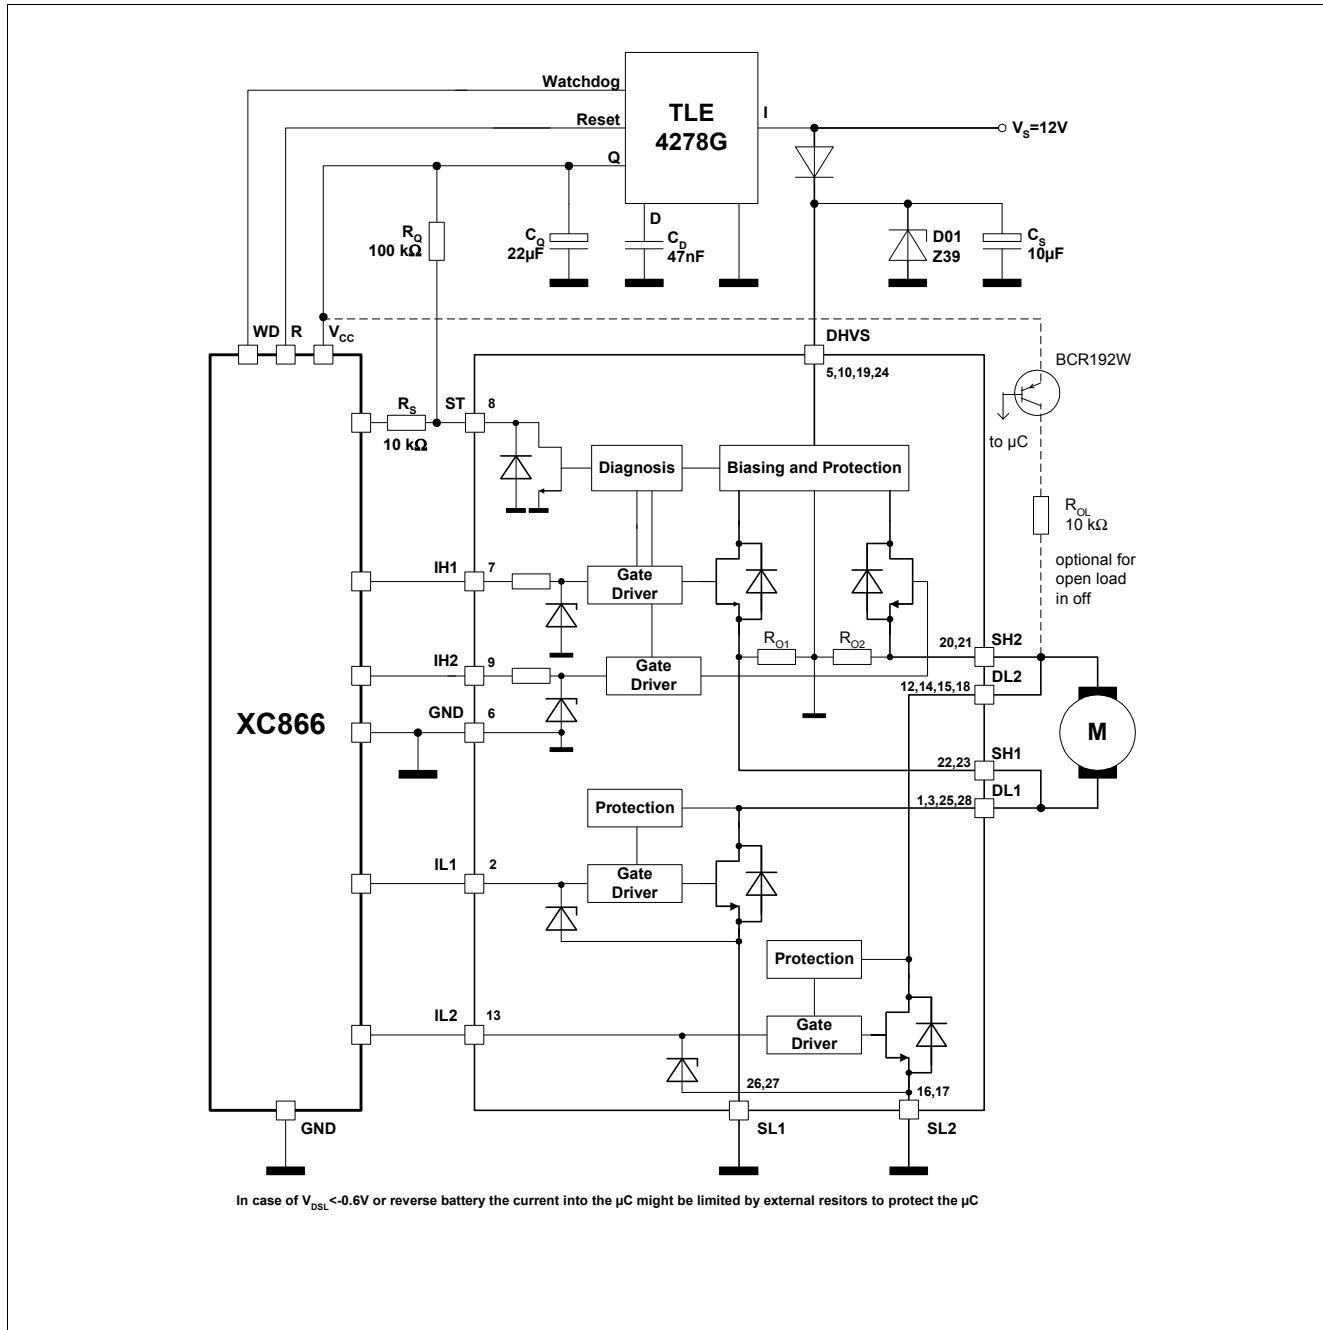 Watchdog
TLE
4278G
I
Reset
V_S=12V
Q
D
R_Q
100 kΩ
C_Q
22µF
C_D
47nF
D01
Z39
C_S
10µF
WD
R
V_CC
DHVS
5,10,19,24
BCR192W
R_S
10 kΩ
ST
8
to µC
Diagnosis
Biasing and Protection
R_OL
10 kΩ
optional for
open load
in off
IH1
7
Gate
Driver
R_O1
R_O2
20,21
SH2
IH2
9
Gate
Driver
12,14,15,18
DL2
GND
6
XC866
M
22,23
SH1
Protection
1,3,25,28
DL1
IL1
2
Gate
Driver
Protection
IL2
13
Gate
Driver
26,27
16,17
GND
SL1
SL2
In case of V_DSL<-0.6V or reverse battery the current into the µC might be limited by external resitors to protect the µC